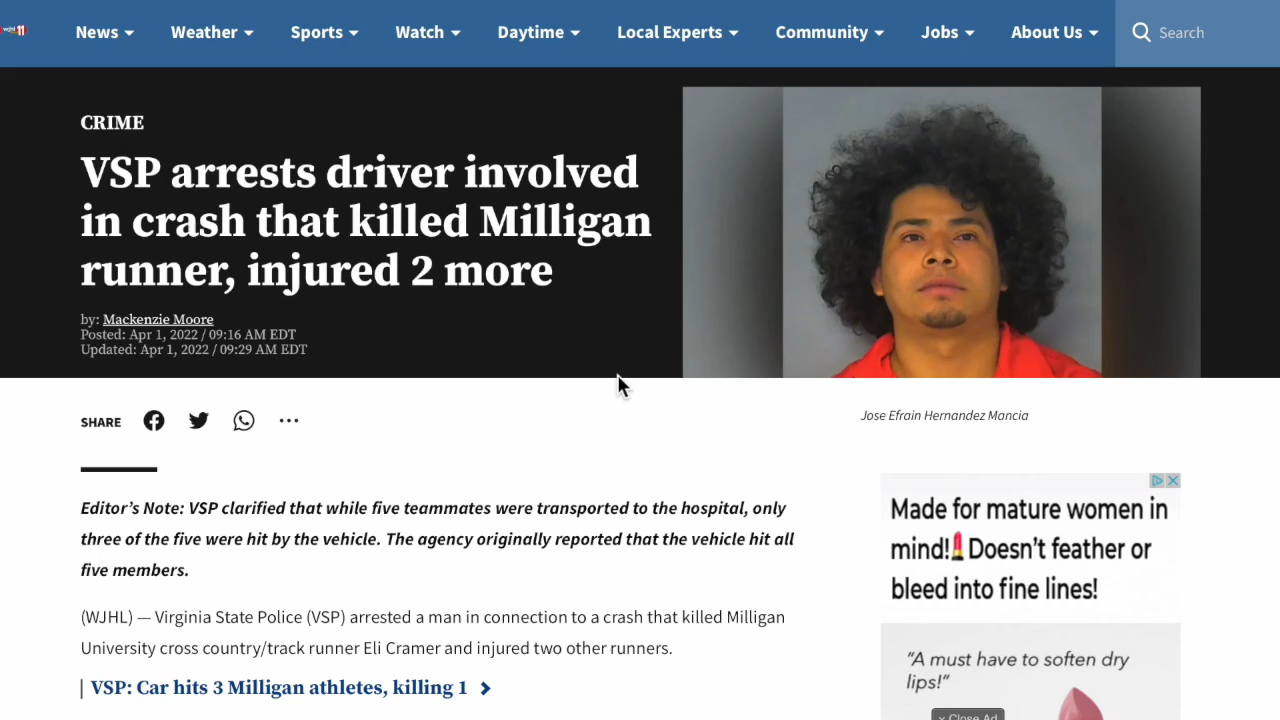 wjhl 11
News
Weather
Sports
Watch
Daytime
Local Experts
Community
Jobs
About Us
Search
CRIME
VSP arrests driver involved
in crash that killed Milligan
runner, injured 2 more
by: Mackenzie Moore
Posted: Apr 1, 2022 / 09:16 AM EDT
Updated: Apr 1, 2022 / 09:29 AM EDT
SHARE
Jose Efrain Hernandez Mancia
Editor’s Note: VSP clarified that while five teammates were transported to the hospital, only
three of the five were hit by the vehicle. The agency originally reported that the vehicle hit all
five members.
(WJHL) — Virginia State Police (VSP) arrested a man in connection to a crash that killed Milligan
University cross country/track runner Eli Cramer and injured two other runners.
VSP: Car hits 3 Milligan athletes, killing 1
Made for mature women in
mind!💄Doesn’t feather or
bleed into fine lines!
“A must have to soften dry
lips!“
× Close Ad